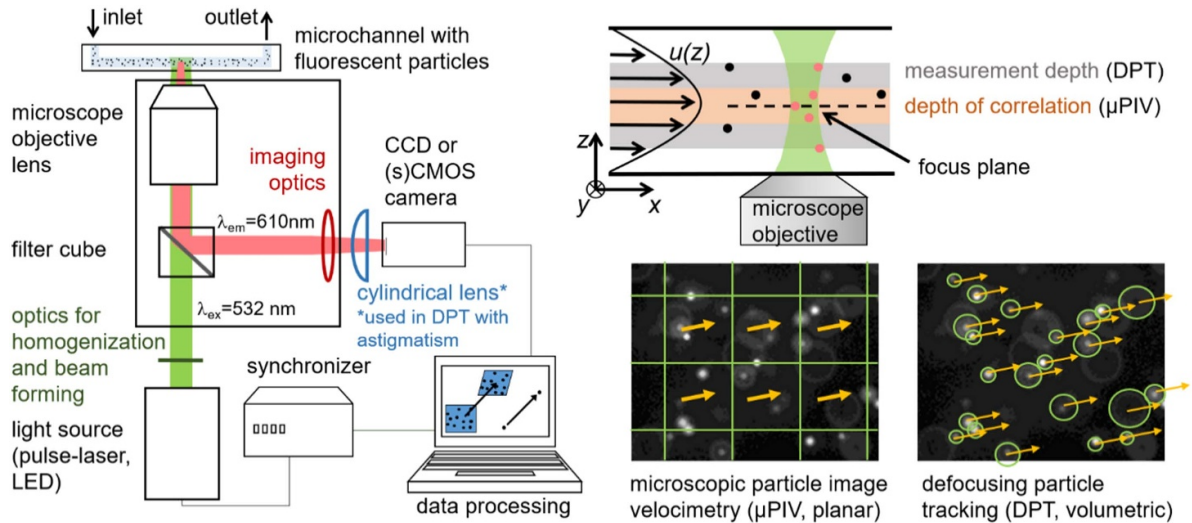 inlet
outlet
microchannel with
fluorescent particles
microscope
objective
lens
imaging
optics
CCD or
(s)CMOS
camera
λem=610nm
filter cube
λex=532 nm
cylindrical lens*
*used in DPT with
astigmatism
optics for
homogenization
and beam
forming
synchronizer
light source
(pulse-laser,
LED)
data processing
u(z)
measurement depth (DPT)
depth of correlation (µPIV)
z
y
x
focus plane
microscope
objective
microscopic particle image
velocimetry (µPIV, planar)
defocusing particle
tracking (DPT, volumetric)